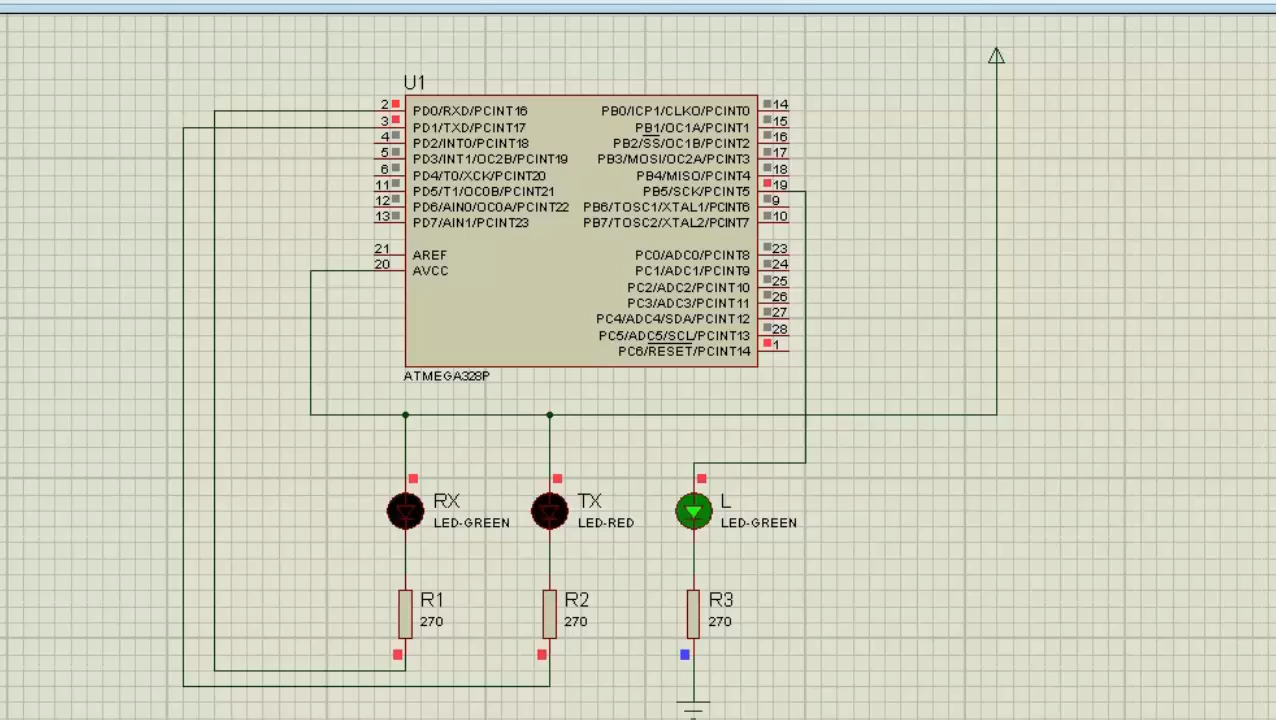 U1
2 PD0/RXD/PCINT16 PB0/ICP1/CLKO/PCINT0 14
3 PD1/TXD/PCINT17 PB1/OC1A/PCINT1 15
4 PD2/INT0/PCINT18 PB2/SS/OC1B/PCINT2 16
5 PD3/INT1/OC2B/PCINT19 PB3/MOSI/OC2A/PCINT3 17
6 PD4/T0/XCK/PCINT20 PB4/MISO/PCINT4 18
11 PD5/T1/OC0B/PCINT21 PB5/SCK/PCINT5 19
12 PD6/AIN0/OC0A/PCINT22 PB6/TOSC1/XTAL1/PCINT6 9
13 PD7/AIN1/PCINT23 PB7/TOSC2/XTAL2/PCINT7 10
21 AREF PC0/ADC0/PCINT8 23
20 AVCC PC1/ADC1/PCINT9 24
PC2/ADC2/PCINT10 25
PC3/ADC3/PCINT11 26
PC4/ADC4/SDA/PCINT12 27
PC5/ADC5/SCL/PCINT13 28
PC6/RESET/PCINT14 1
ATMEGA328P
RX TX L
LED-GREEN LED-RED LED-GREEN
R1 R2 R3
270 270 270